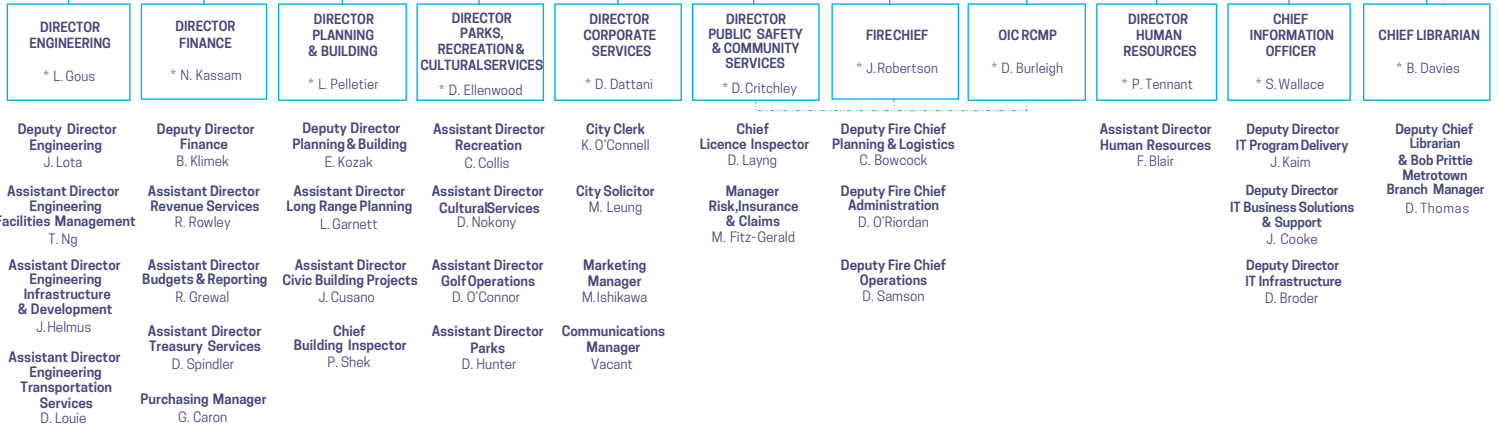 DIRECTOR
ENGINEERING
* L. Gous
Deputy Director
Engineering
J. Lota
Assistant Director
Engineering
Facilities Management
T. Ng
Assistant Director
Engineering
Infrastructure
& Development
J. Helmus
Assistant Director
Engineering
Transportation
Services
D. Louie
DIRECTOR
FINANCE
* N. Kassam
Deputy Director
Finance
B. Klimek
Assistant Director
Revenue Services
R. Rowley
Assistant Director
Budgets & Reporting
R. Grewal
Assistant Director
Treasury Services
D. Spindler
Purchasing Manager
G. Caron
DIRECTOR
PLANNING
& BUILDING
* L. Pelletier
Deputy Director
Planning & Building
E. Kozak
Assistant Director
Long Range Planning
L. Garnett
Assistant Director
Civic Building Projects
J. Cusano
Chief
Building Inspector
P. Shek
DIRECTOR
PARKS,
RECREATION &
CULTURAL SERVICES
* D. Ellenwood
Assistant Director
Recreation
C. Collis
Assistant Director
Cultural Services
D. Nokony
Assistant Director
Golf Operations
D. O'Connor
Assistant Director
Parks
D. Hunter
DIRECTOR
CORPORATE
SERVICES
* D. Dattani
City Clerk
K. O'Connell
City Solicitor
M. Leung
Marketing
Manager
M. Ishikawa
Communications
Manager
Vacant
DIRECTOR
PUBLIC SAFETY
& COMMUNITY
SERVICES
* D. Critchley
Chief
Licence Inspector
D. Layng
Manager
Risk, Insurance
& Claims
M. Fitz-Gerald
FIRE CHIEF
* J. Robertson
Deputy Fire Chief
Planning & Logistics
C. Bowcock
Deputy Fire Chief
Administration
D. O'Riordan
Deputy Fire Chief
Operations
D. Samson
OIC RCMP
* D. Burleigh
DIRECTOR
HUMAN
RESOURCES
* P. Tennant
Assistant Director
Human Resources
F. Blair
CHIEF
INFORMATION
OFFICER
* S. Wallace
Deputy Director
IT Program Delivery
J. Kaim
Deputy Director
IT Business Solutions
& Support
J. Cooke
Deputy Director
IT Infrastructure
D. Broder
CHIEF LIBRARIAN
* B. Davies
Deputy Chief
Librarian
& Bob Prittie
Metrotown
Branch Manager
D. Thomas